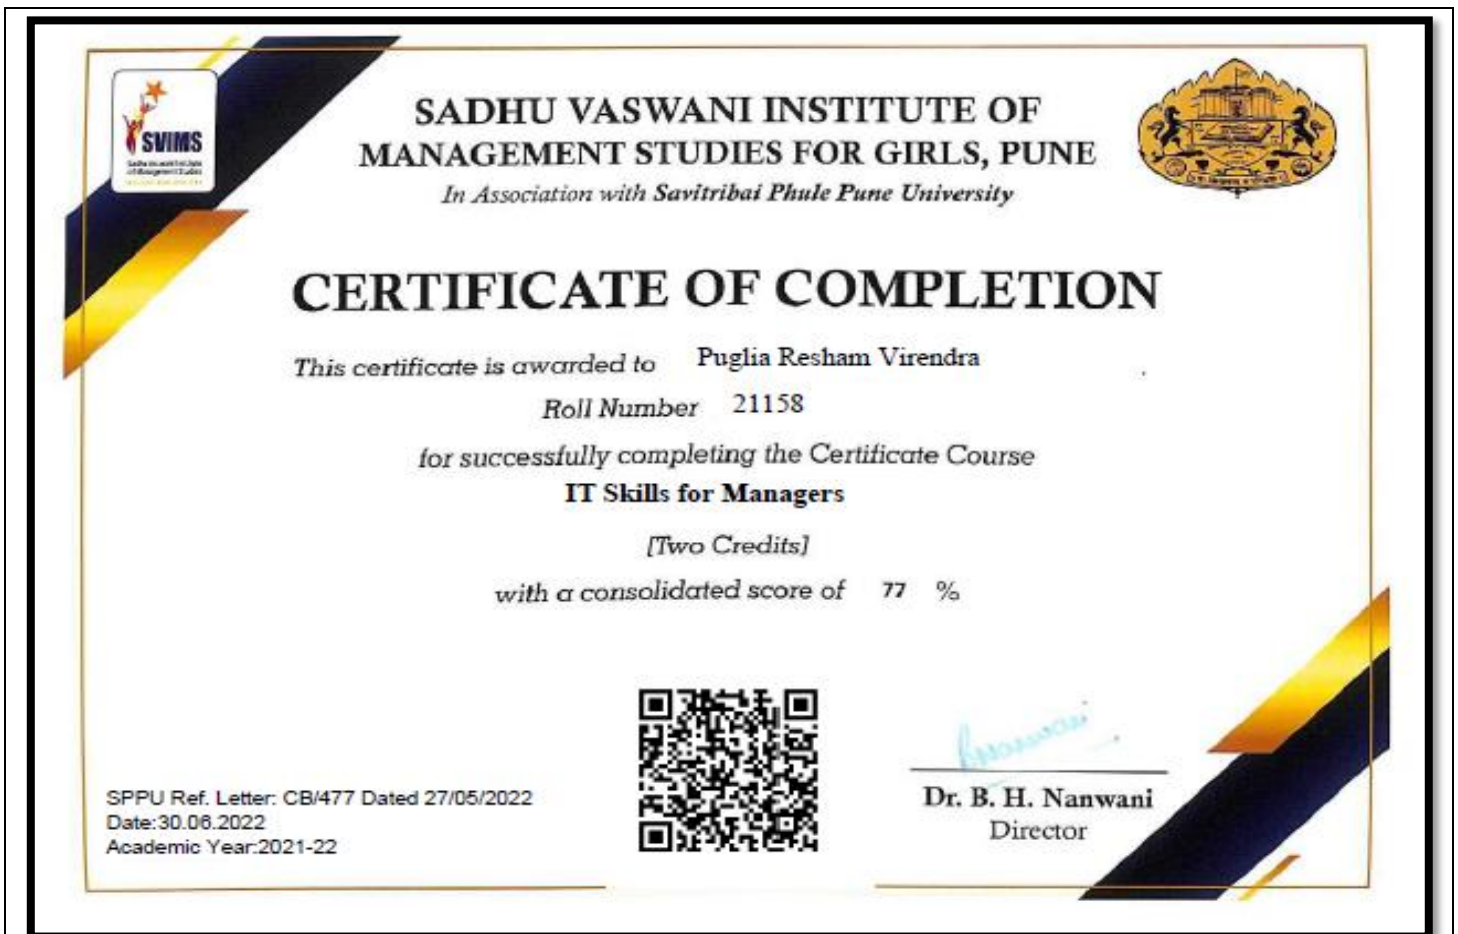 SVIMS
SADHU VASWANI INSTITUTE OF
MANAGEMENT STUDIES FOR GIRLS, PUNE
In Association with Savitribai Phule Pune University
CERTIFICATE OF COMPLETION
This certificate is awarded to Puglia Resham Virendra
Roll Number 21158
for successfully completing the Certificate Course
IT Skills for Managers
[Two Credits]
with a consolidated score of 77 %
SPPU Ref. Letter: CB/477 Dated 27/05/2022
Date:30.06.2022
Academic Year:2021-22
Dr. B. H. Nanwani
Director